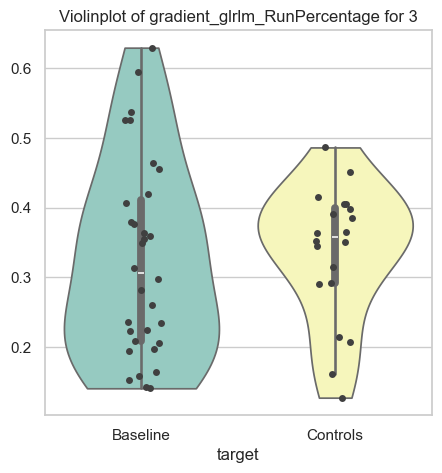 Violinplot of gradient_glrlm_RunPercentage for 3
0.6
0.5
0.4
0.3
0.2
Baseline Controls
target